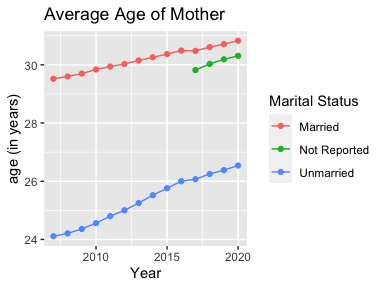 Average Age of Mother
age (in years)
30
28
26
24
2010
2015
2020
Year
Marital Status
Married
Not Reported
Unmarried